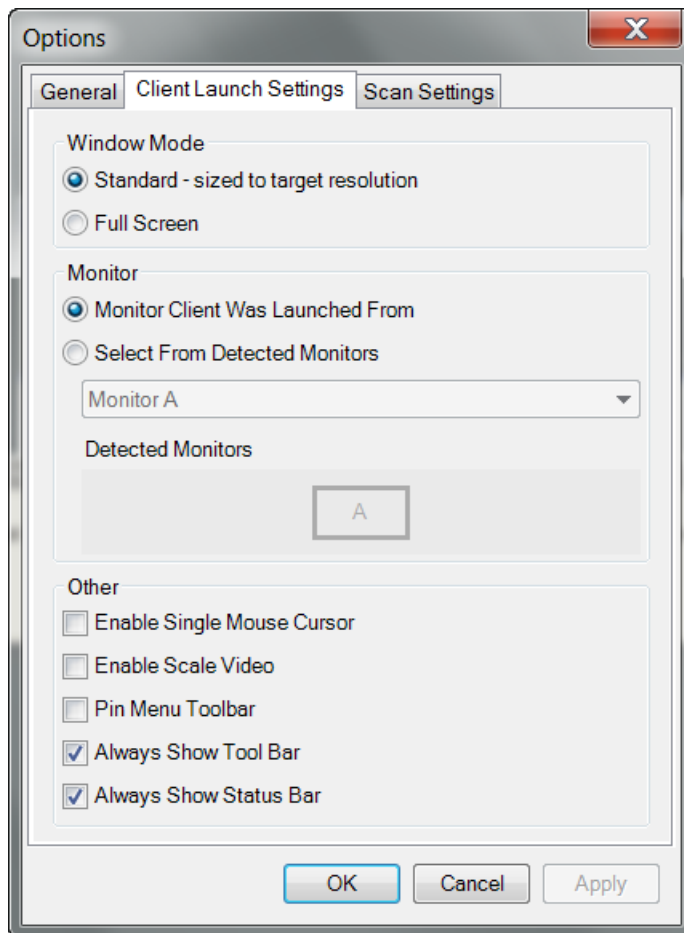 Options
General
Client Launch Settings
Scan Settings
Window Mode
Standard - sized to target resolution
Full Screen
Monitor
Monitor Client Was Launched From
Select From Detected Monitors
Monitor A
Detected Monitors
A
Other
Enable Single Mouse Cursor
Enable Scale Video
Pin Menu Toolbar
Always Show Tool Bar
Always Show Status Bar
OK
Cancel
Apply